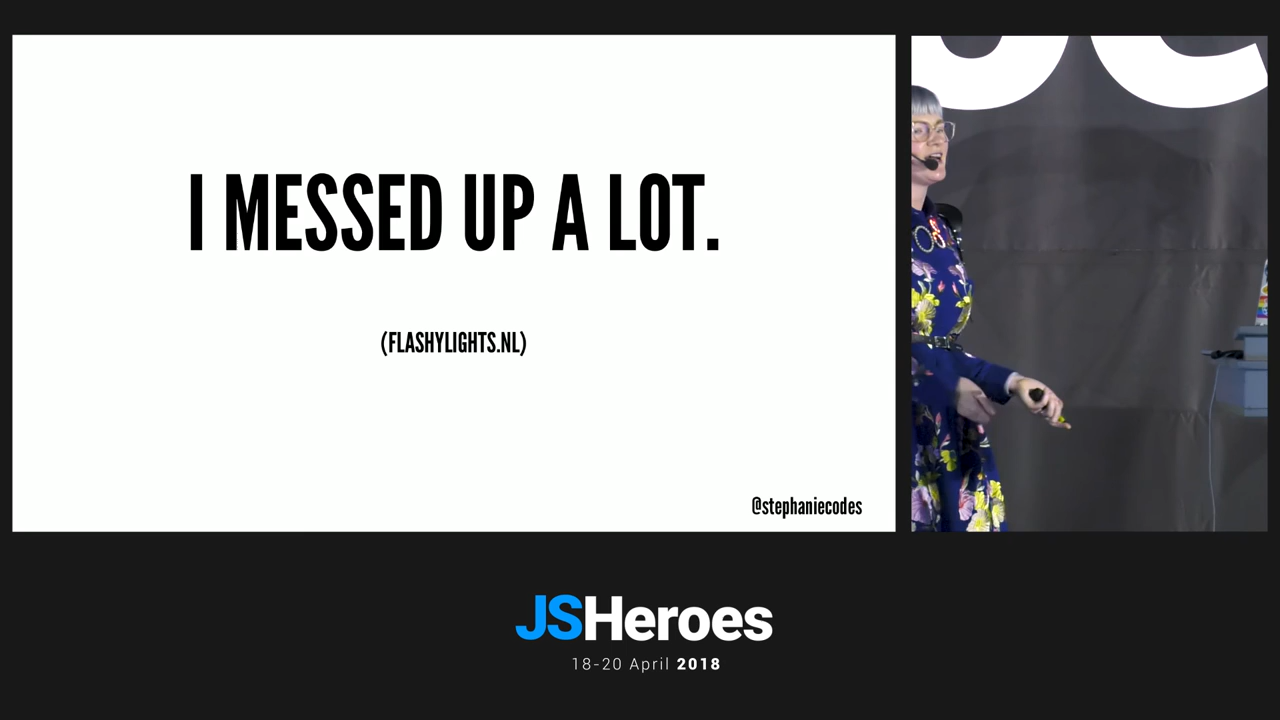 I MESSED UP A LOT.
(FLASHYLIGHTS.NL)
@stephaniecodes
JSHeroes
18-20 April 2018